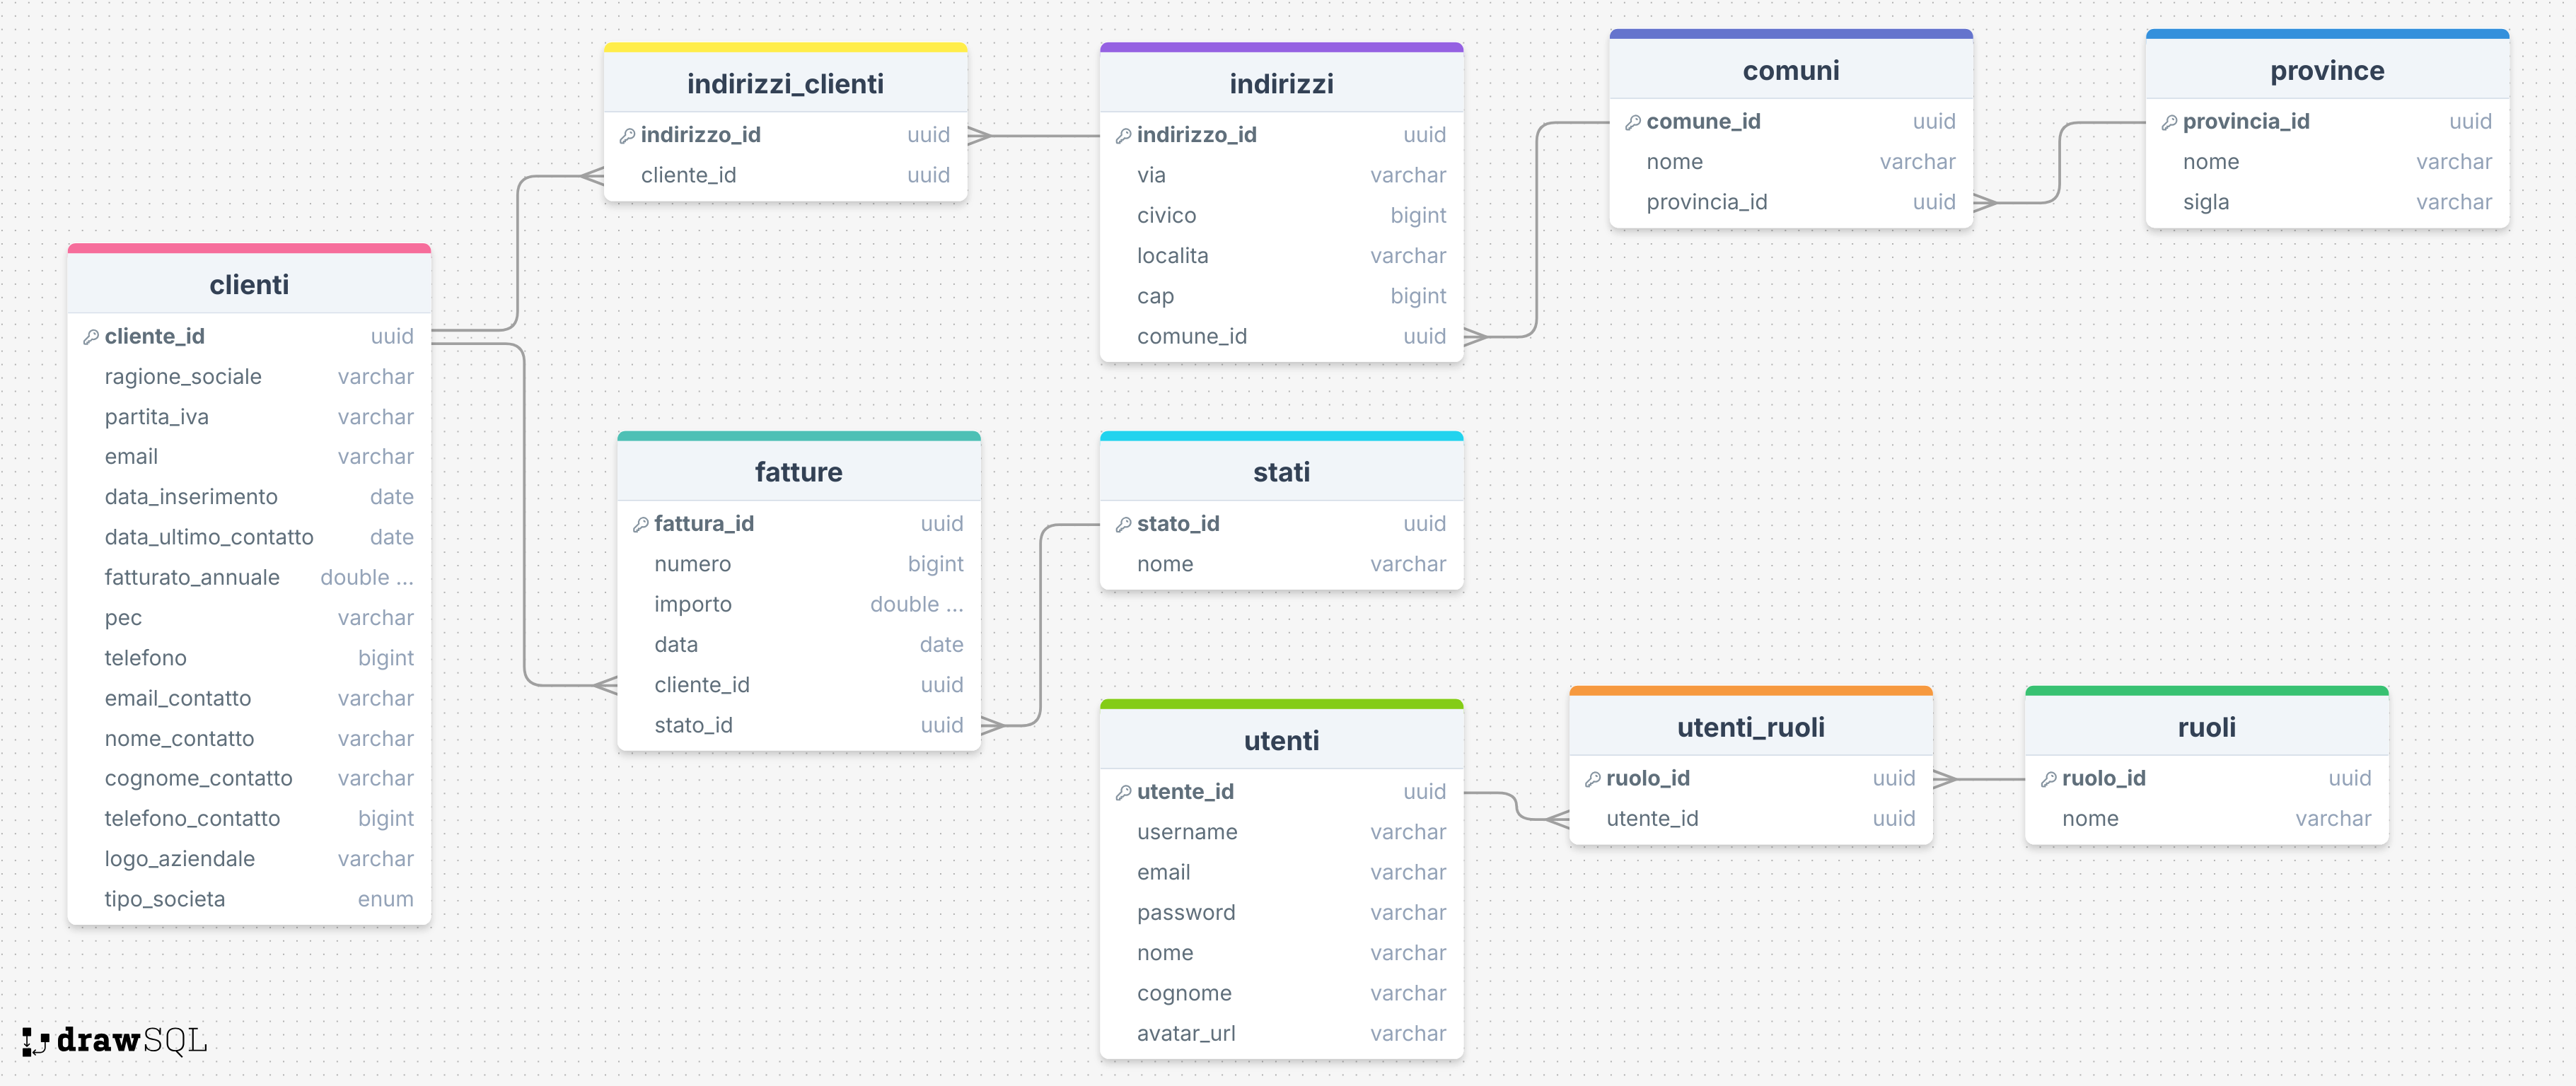 indirizzi_clienti
indirizzo_id uuid
cliente_id uuid
indirizzi
indirizzo_id uuid
via varchar
civico bigint
localita varchar
cap bigint
comune_id uuid
comuni
comune_id uuid
nome varchar
provincia_id uuid
province
provincia_id uuid
nome varchar
sigla varchar
clienti
cliente_id uuid
ragione_sociale varchar
partita_iva varchar
email varchar
data_inserimento date
data_ultimo_contatto date
fatturato_annuale double ...
pec varchar
telefono bigint
email_contatto varchar
nome_contatto varchar
cognome_contatto varchar
telefono_contatto bigint
logo_aziendale varchar
tipo_societa enum
fatture
fattura_id uuid
numero bigint
importo double ...
data date
cliente_id uuid
stato_id uuid
stati
stato_id uuid
nome varchar
utenti
utente_id uuid
username varchar
email varchar
password varchar
nome varchar
cognome varchar
avatar_url varchar
utenti_ruoli
ruolo_id uuid
utente_id uuid
ruoli
ruolo_id uuid
nome varchar
drawSQL